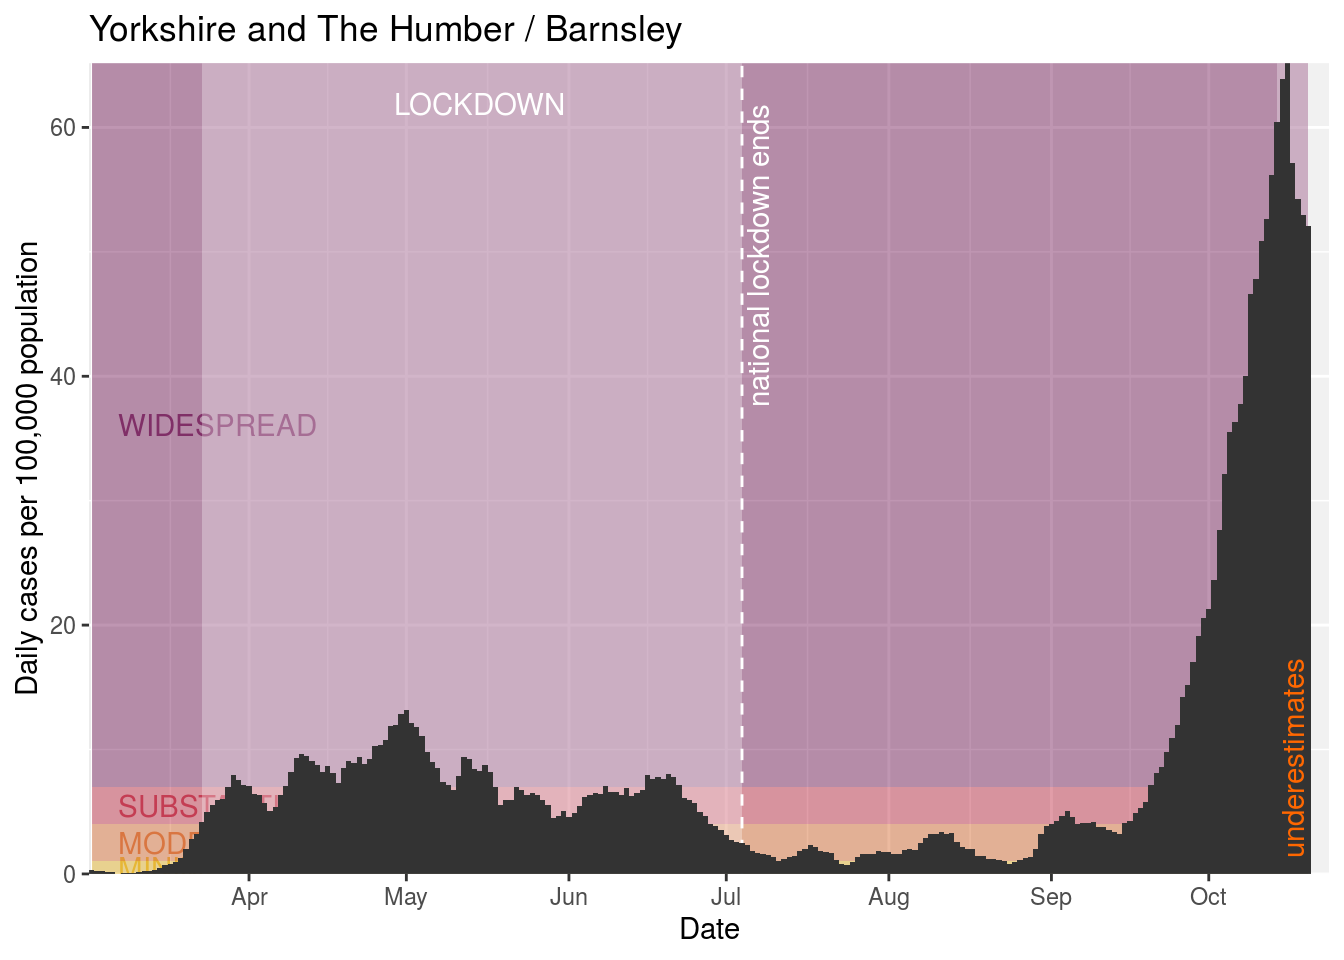 Yorkshire and The Humber / Barnsley
LOCKDOWN
national lockdown ends
WIDESPREAD
underestimates
60
40
20
0
Daily cases per 100,000 population
Apr
May
Jun
Jul
Aug
Sep
Oct
Date